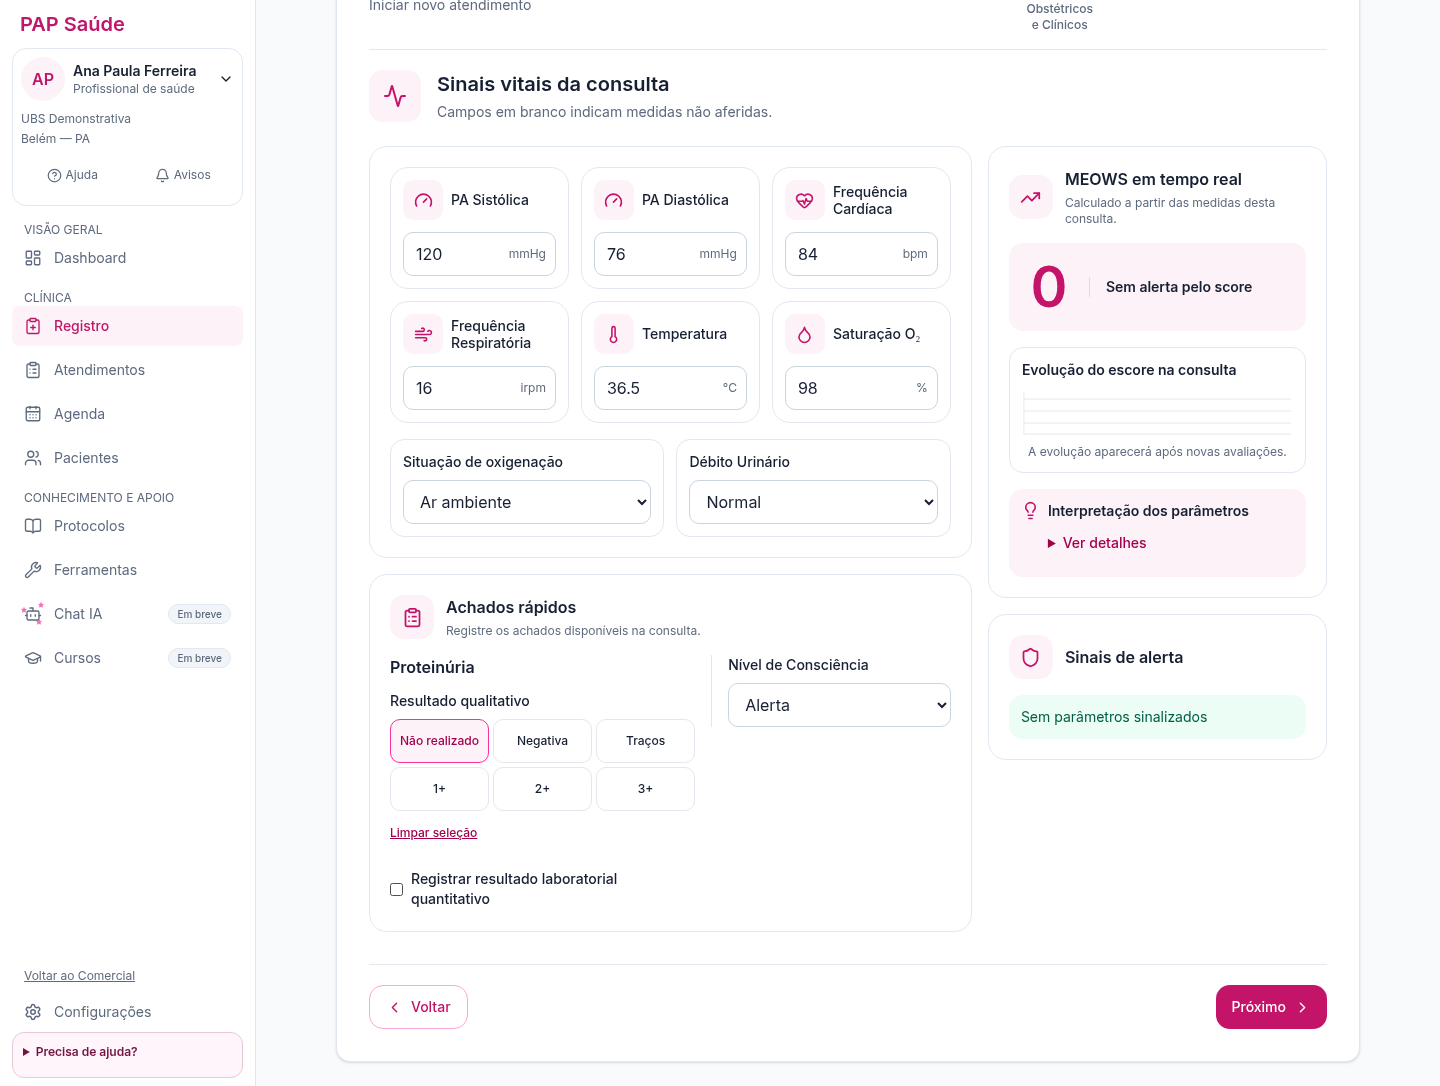 PAP Saúde
AP
Ana Paula Ferreira
Profissional de saúde
UBS Demonstrativa
Belém — PA
Ajuda
Avisos
VISÃO GERAL
Dashboard
CLÍNICA
Registro
Atendimentos
Agenda
Pacientes
CONHECIMENTO E APOIO
Protocolos
Ferramentas
Chat IA
Em breve
Cursos
Em breve
Voltar ao Comercial
Configurações
Precisa de ajuda?
Iniciar novo atendimento
Obstétricos
e Clínicos
Sinais vitais da consulta
Campos em branco indicam medidas não aferidas.
PA Sistólica
120 mmHg
PA Diastólica
76 mmHg
Frequência
Cardíaca
84 bpm
Frequência
Respiratória
16 irpm
Temperatura
36.5 °C
Saturação O₂
98 %
Situação de oxigenação
Ar ambiente
Débito Urinário
Normal
Achados rápidos
Registre os achados disponíveis na consulta.
Proteinúria
Resultado qualitativo
Não realizado
Negativa
Traços
1+
2+
3+
Limpar seleção
Registrar resultado laboratorial
quantitativo
Nível de Consciência
Alerta
MEOWS em tempo real
Calculado a partir das medidas desta
consulta.
0
Sem alerta pelo score
Evolução do escore na consulta
A evolução aparecerá após novas avaliações.
Interpretação dos parâmetros
Ver detalhes
Sinais de alerta
Sem parâmetros sinalizados
Voltar
Próximo